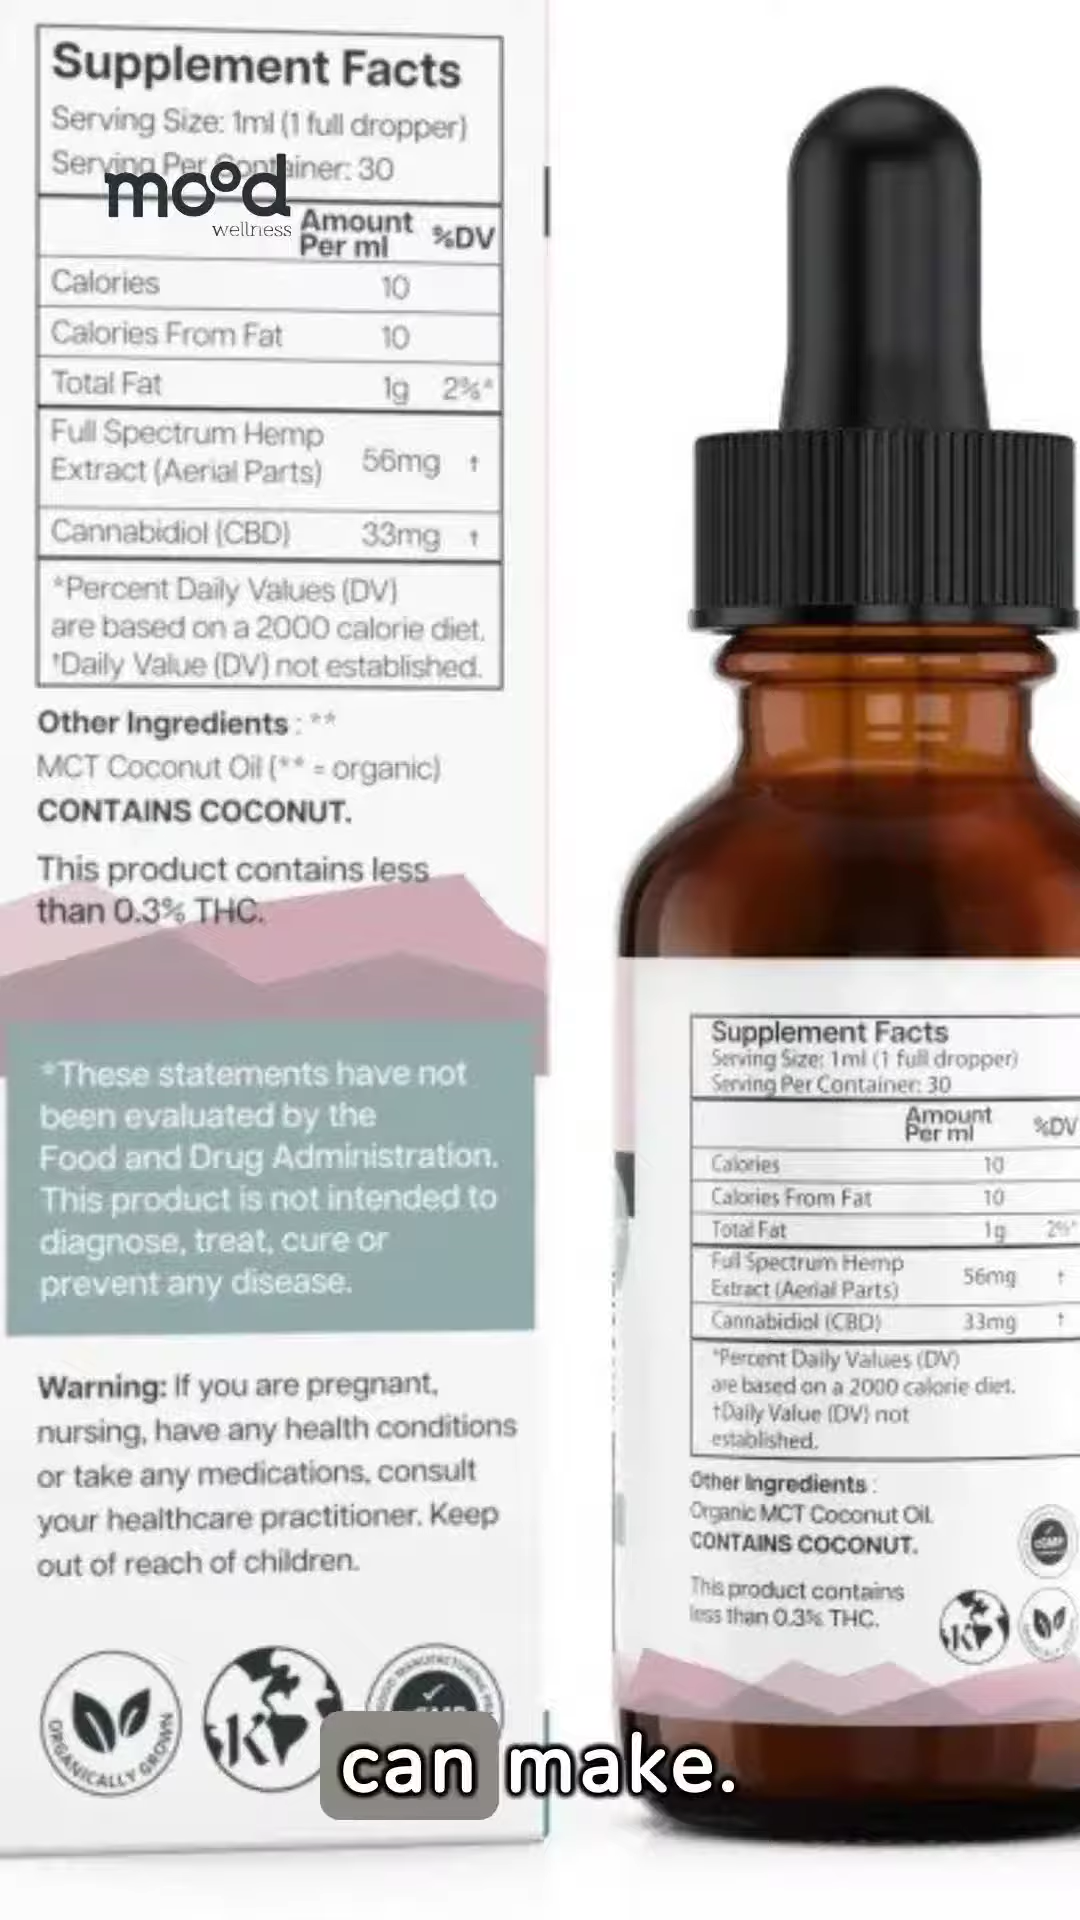 Supplement Facts
Serving Size: 1ml (1 full dropper)
Serving Per Container: 30
mood
wellness
Amount
Per ml
%DV
Calories 10
Calories From Fat 10
Total Fat 1g 2%*
Full Spectrum Hemp
Extract (Aerial Parts) 56mg †
Cannabidiol (CBD) 33mg †
*Percent Daily Values (DV)
are based on a 2000 calorie diet.
†Daily Value (DV) not established.
Other Ingredients : **
MCT Coconut Oil (** = organic)
CONTAINS COCONUT.
This product contains less
than 0.3% THC.
*These statements have not
been evaluated by the
Food and Drug Administration.
This product is not intended to
diagnose, treat, cure or
prevent any disease.
Warning: If you are pregnant,
nursing, have any health conditions
or take any medications, consult
your healthcare practitioner. Keep
out of reach of children.
ORGANICALLY GROWN
K
Supplement Facts
Serving Size: 1ml (1 full dropper)
Serving Per Container: 30
Amount
Per ml
%DV
Calories 10
Calories From Fat 10
Total Fat 1g 2%*
Full Spectrum Hemp
Extract (Aerial Parts) 56mg †
Cannabidiol (CBD) 33mg †
*Percent Daily Values (DV)
are based on a 2000 calorie diet.
†Daily Value (DV) not
established.
Other Ingredients :
Organic MCT Coconut Oil.
CONTAINS COCONUT.
This product contains
less than 0.3% THC.
K
can make.